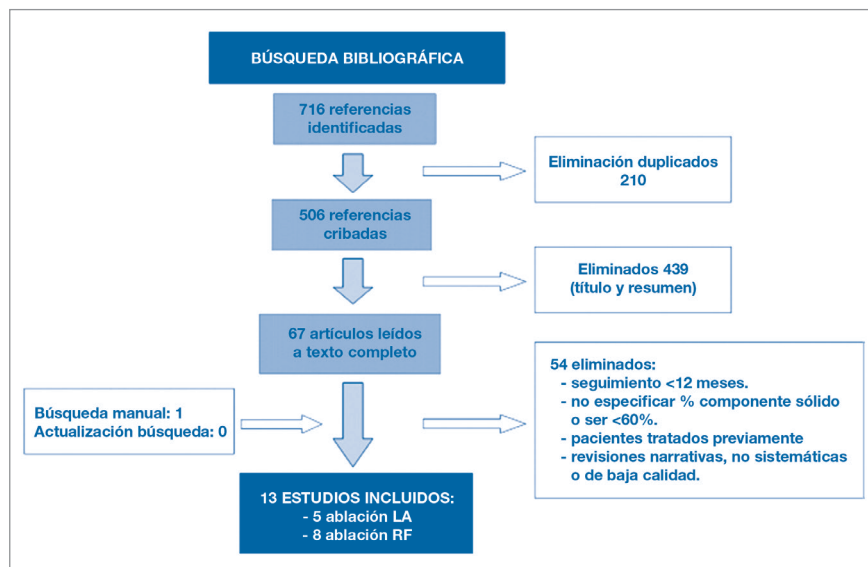 BÚSQUEDA BIBLIOGRÁFICA
716 referencias
identificadas
Eliminación duplicados
210
506 referencias
cribadas
Eliminados 439
(título y resumen)
67 artículos leídos
a texto completo
54 eliminados:
- seguimiento <12 meses.
- no especificar % componente sólido
o ser <60%.
- pacientes tratados previamente
- revisiones narrativas, no sistemáticas
o de baja calidad.
Búsqueda manual: 1
Actualización búsqueda: 0
13 ESTUDIOS INCLUIDOS:
- 5 ablación LA
- 8 ablación RF